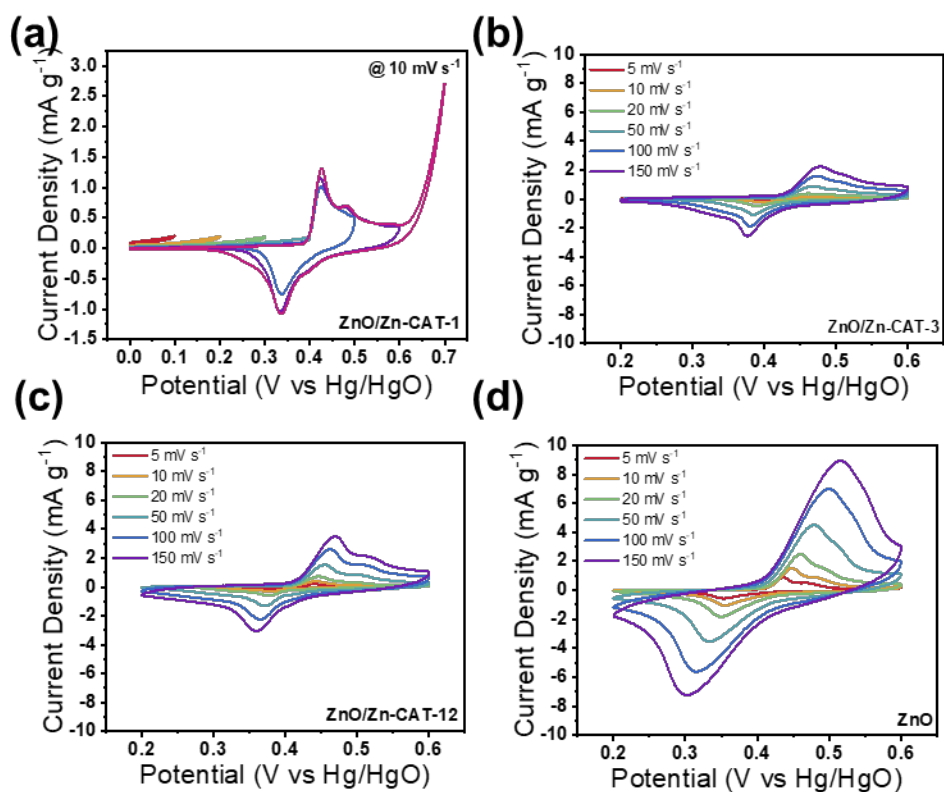 (a)
3.0
2.5
2.0
1.5
1.0
0.5
0.0
-0.5
-1.0
-1.5
Current Density (mA g⁻¹)
@ 10 mV s⁻¹
ZnO/Zn-CAT-1
0.0 0.1 0.2 0.3 0.4 0.5 0.6 0.7
Potential (V vs Hg/HgO)
(b)
10
8
6
4
2
0
-2
-4
-6
-8
-10
Current Density (mA g⁻¹)
5 mV s⁻¹
10 mV s⁻¹
20 mV s⁻¹
50 mV s⁻¹
100 mV s⁻¹
150 mV s⁻¹
ZnO/Zn-CAT-3
0.2 0.3 0.4 0.5 0.6
Potential (V vs Hg/HgO)
(c)
10
8
6
4
2
0
-2
-4
-6
-8
-10
Current Density (mA g⁻¹)
5 mV s⁻¹
10 mV s⁻¹
20 mV s⁻¹
50 mV s⁻¹
100 mV s⁻¹
150 mV s⁻¹
ZnO/Zn-CAT-12
0.2 0.3 0.4 0.5 0.6
Potential (V vs Hg/HgO)
(d)
10
8
6
4
2
0
-2
-4
-6
-8
-10
Current Density (mA g⁻¹)
5 mV s⁻¹
10 mV s⁻¹
20 mV s⁻¹
50 mV s⁻¹
100 mV s⁻¹
150 mV s⁻¹
ZnO
0.2 0.3 0.4 0.5 0.6
Potential (V vs Hg/HgO)